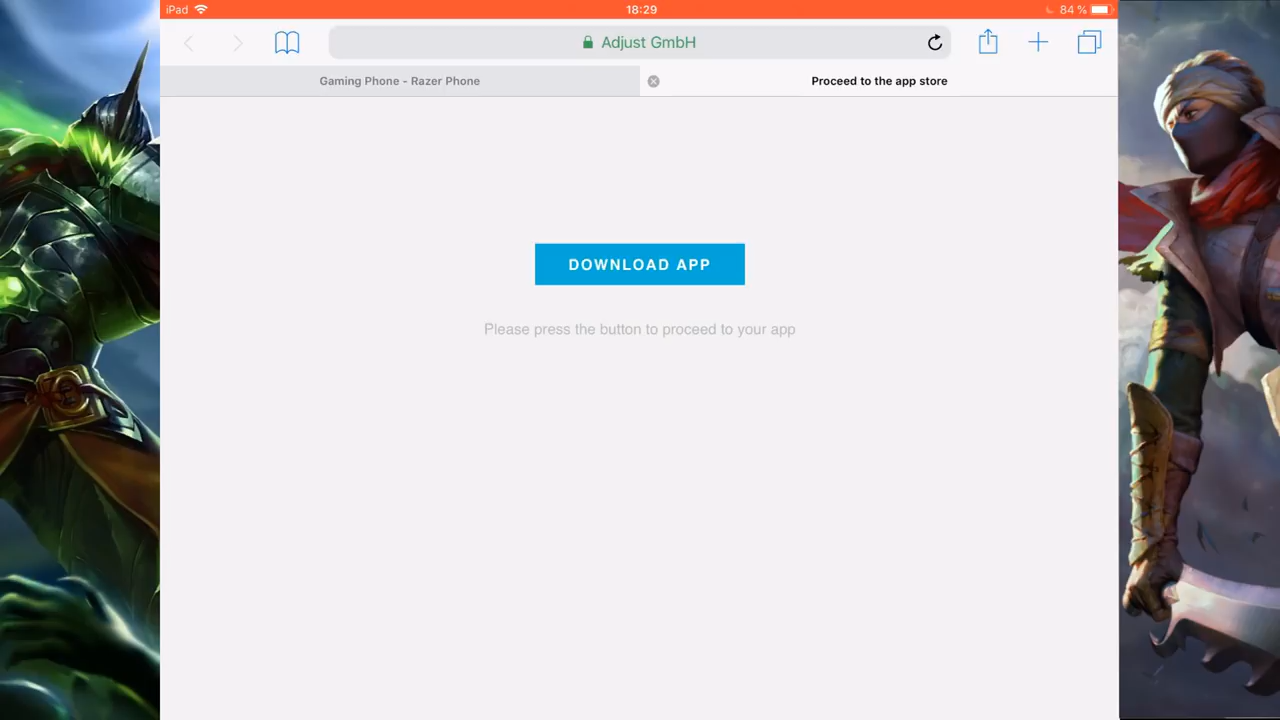 iPad
18:29
84 %
Adjust GmbH
Gaming Phone - Razer Phone
Proceed to the app store
DOWNLOAD APP
Please press the button to proceed to your app